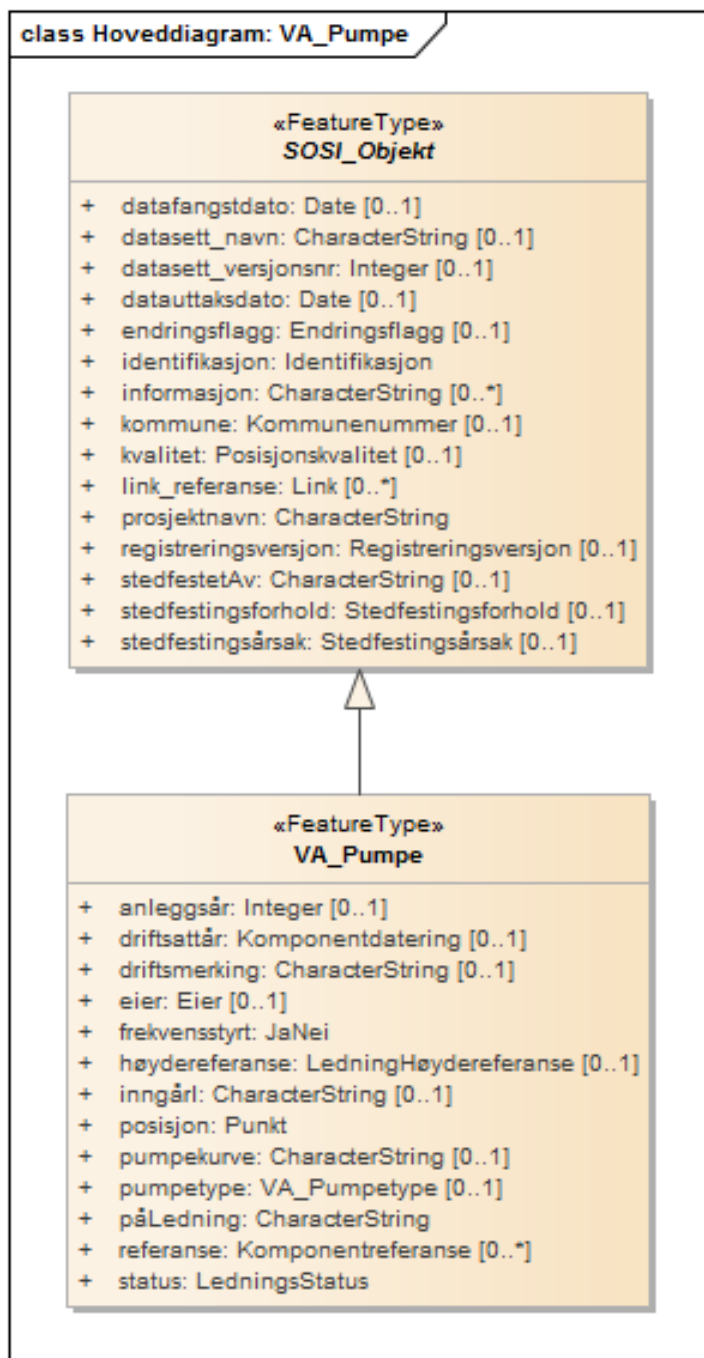 class Hoveddiagram: VA_Pumpe
«FeatureType»
SOSI_Objekt
+ datafangstdato: Date [0..1]
+ datasett_navn: CharacterString [0..1]
+ datasett_versjonsnr: Integer [0..1]
+ datauttaksdato: Date [0..1]
+ endringsflagg: Endringsflagg [0..1]
+ identifikasjon: Identifikasjon
+ informasjon: CharacterString [0..*]
+ kommune: Kommunenummer [0..1]
+ kvalitet: Posisjonskvalitet [0..1]
+ link_referanse: Link [0..*]
+ prosjektnavn: CharacterString
+ registreringsversjon: Registreringsversjon [0..1]
+ stedfestetAv: CharacterString [0..1]
+ stedfestingsforhold: Stedfestingsforhold [0..1]
+ stedfestingsårsak: Stedfestingsårsak [0..1]
«FeatureType»
VA_Pumpe
+ anleggsår: Integer [0..1]
+ driftsattår: Komponentdatering [0..1]
+ driftsmerking: CharacterString [0..1]
+ eier: Eier [0..1]
+ frekvensstyrt: JaNei
+ høydereferanse: LedningHøydereferanse [0..1]
+ inngårI: CharacterString [0..1]
+ posisjon: Punkt
+ pumpekurve: CharacterString [0..1]
+ pumpetype: VA_Pumpetype [0..1]
+ påLedning: CharacterString
+ referanse: Komponentreferanse [0..*]
+ status: LedningsStatus